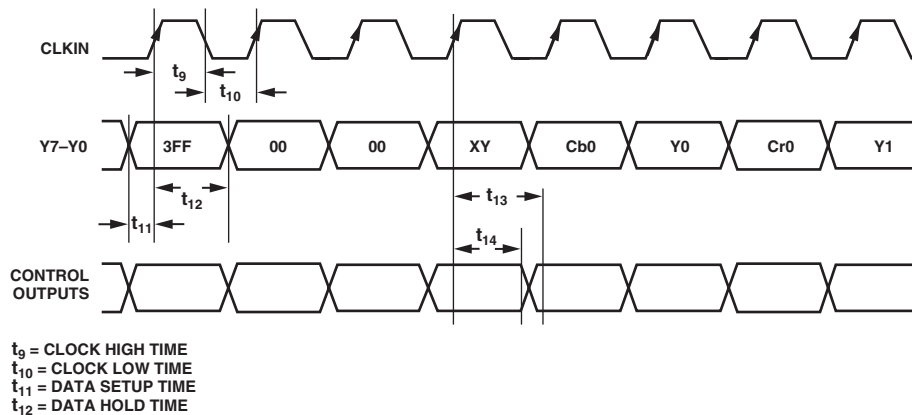 CLKIN
t9
t10
Y7–Y0
3FF
00
00
XY
Cb0
Y0
Cr0
Y1
t12
t13
t11
t14
CONTROL
OUTPUTS
t9 = CLOCK HIGH TIME
t10 = CLOCK LOW TIME
t11 = DATA SETUP TIME
t12 = DATA HOLD TIME